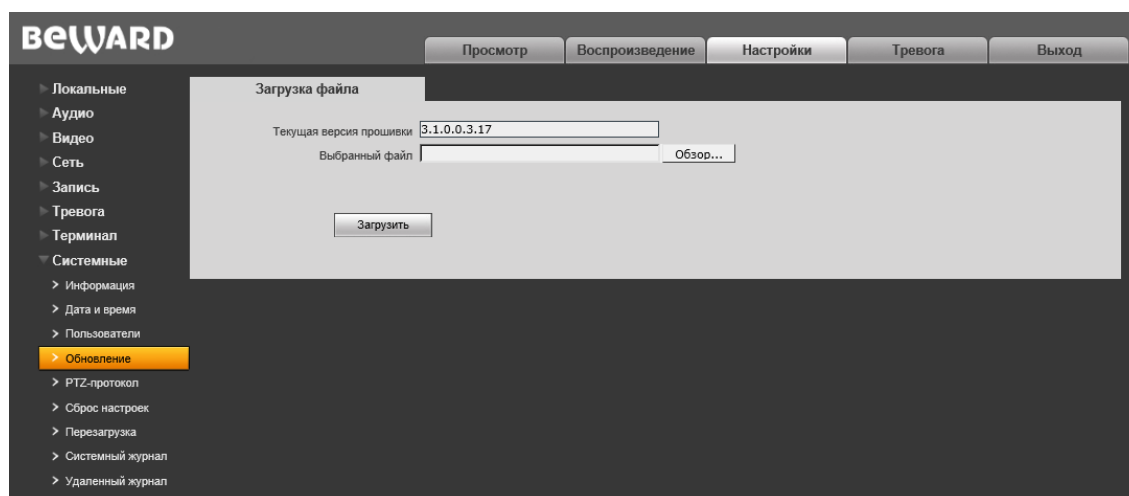 BEWARD
Просмотр Воспроизведение Настройки Тревога Выход
Локальные
Аудио
Видео
Сеть
Запись
Тревога
Терминал
Системные
Информация
Дата и время
Пользователи
Обновление
PTZ-протокол
Сброс настроек
Перезагрузка
Системный журнал
Удаленный журнал
Загрузка файла
Текущая версия прошивки 3.1.0.0.3.17
Выбранный файл Обзор...
Загрузить